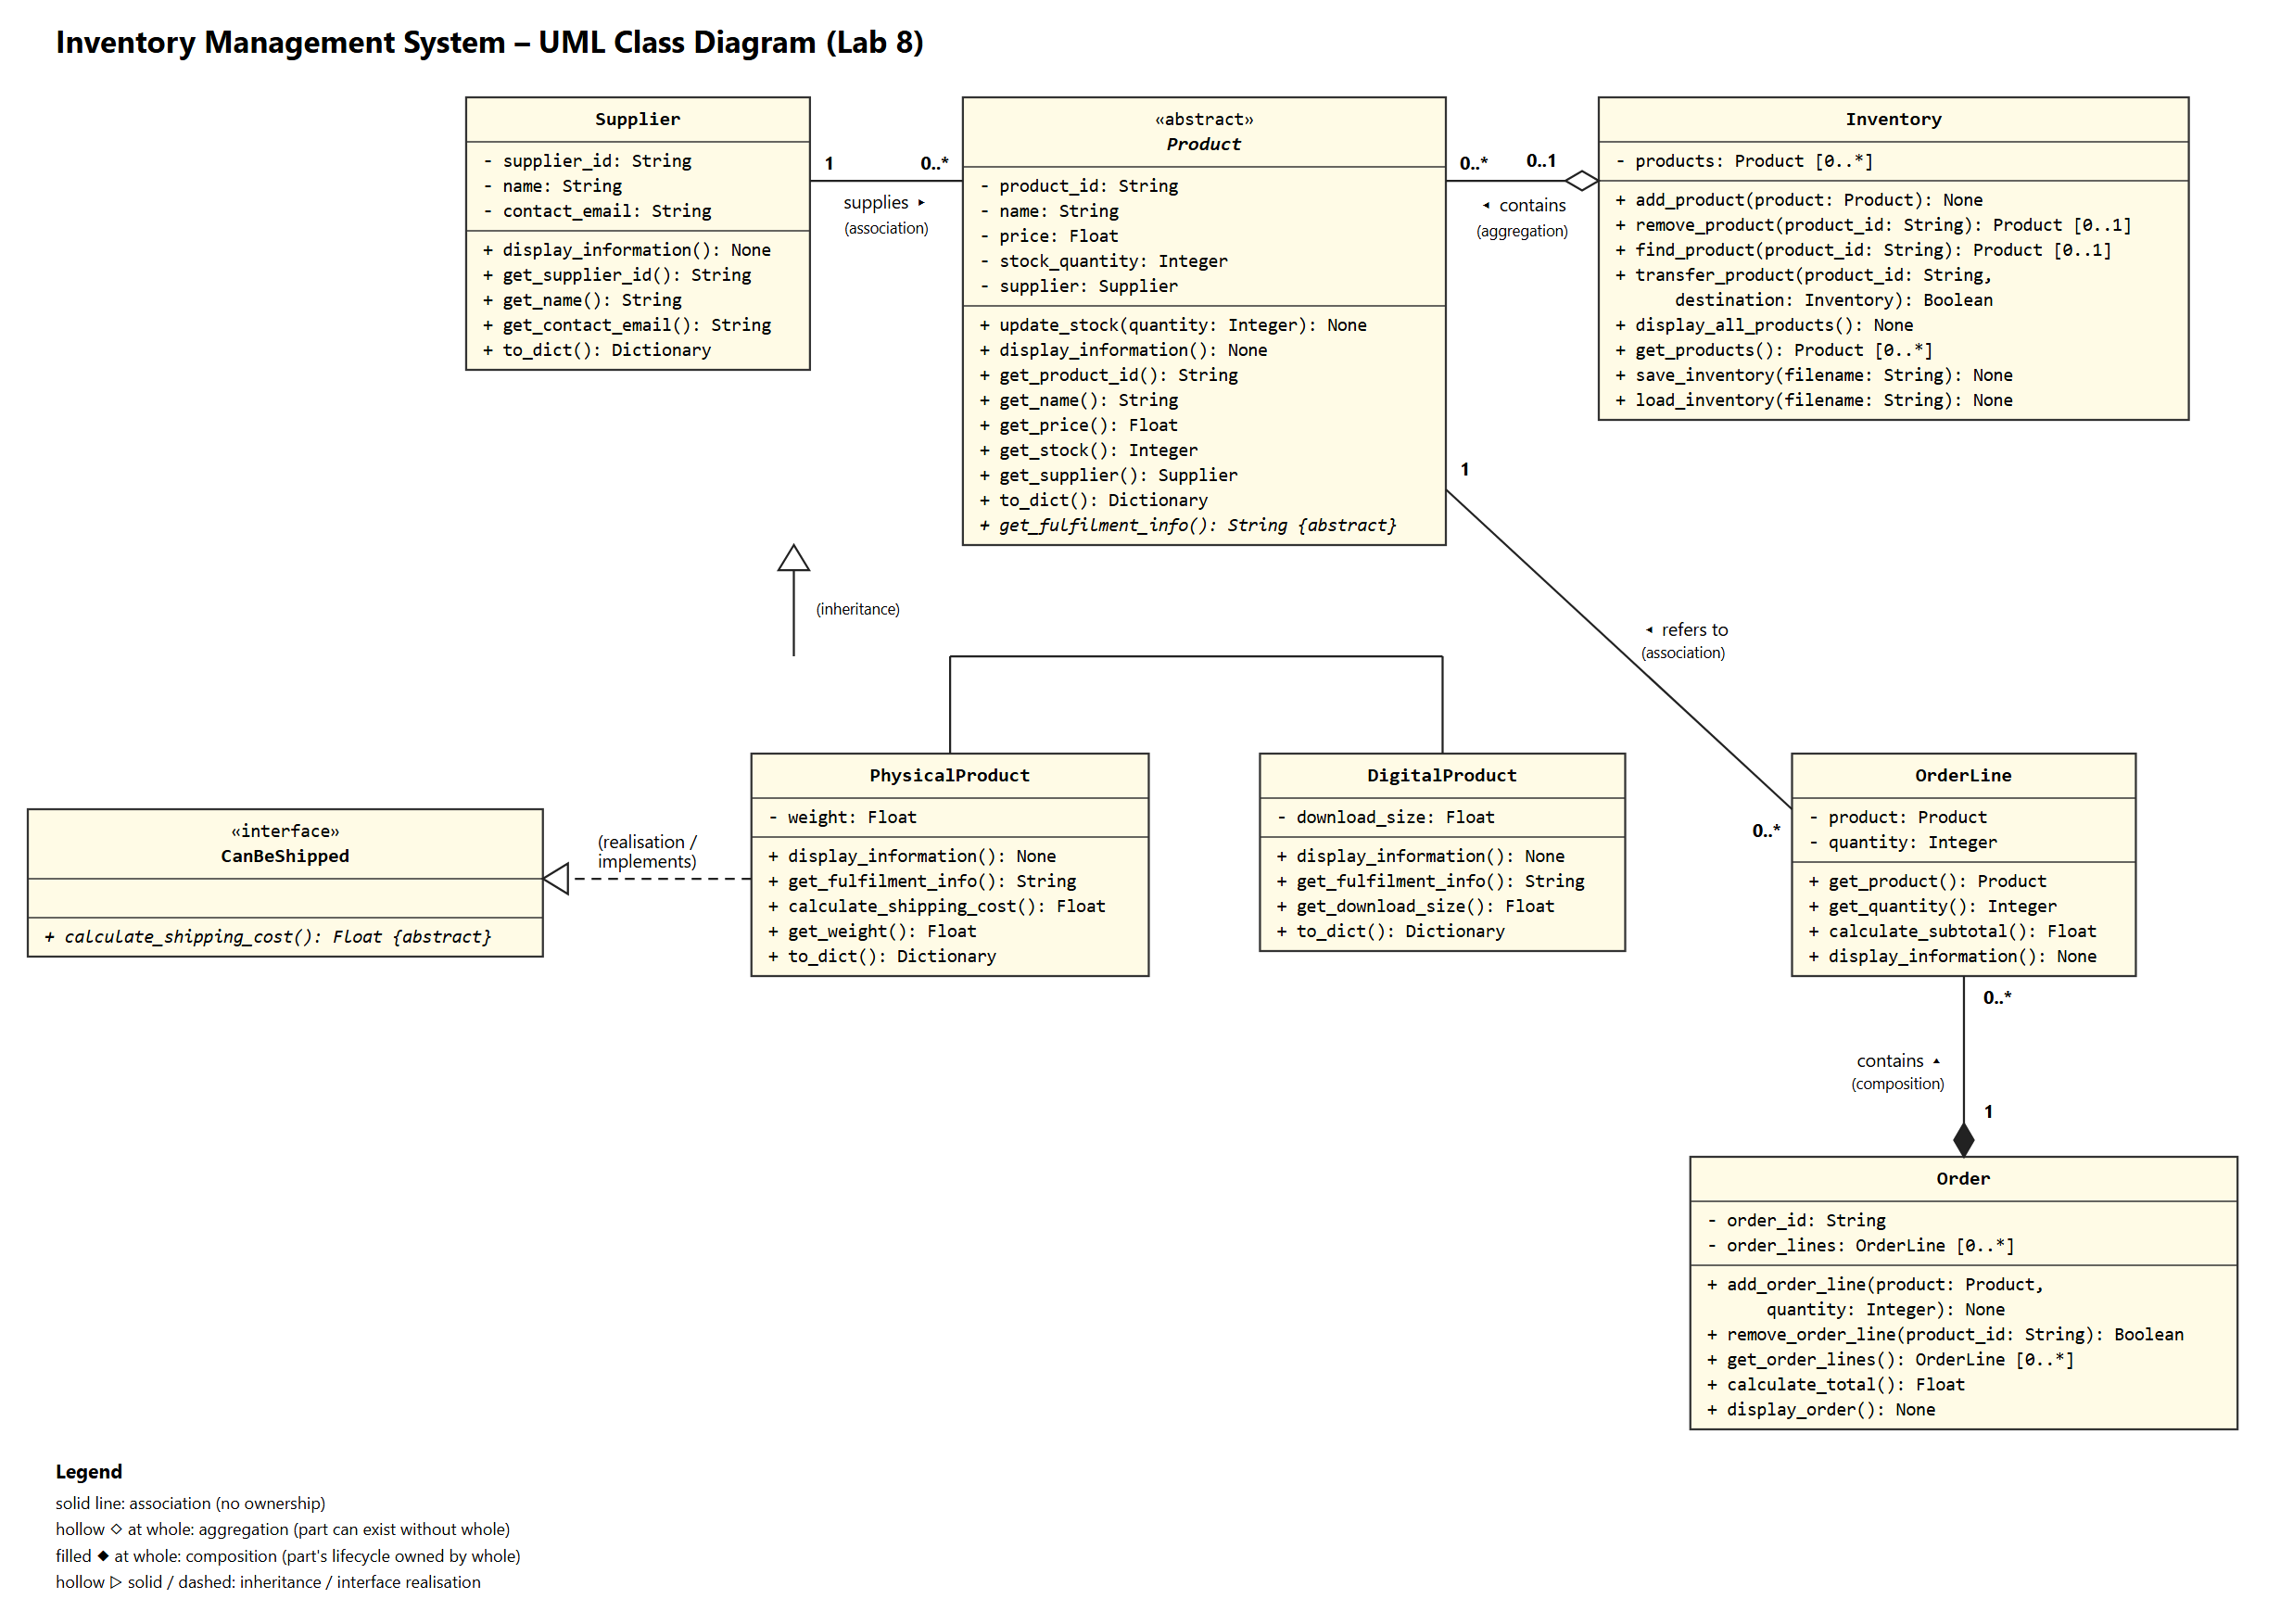 Inventory Management System – UML Class Diagram (Lab 8)
Supplier
- supplier_id: String
- name: String
- contact_email: String
+ display_information(): None
+ get_supplier_id(): String
+ get_name(): String
+ get_contact_email(): String
+ to_dict(): Dictionary
1
0..*
supplies ▸
(association)
«abstract»
Product
- product_id: String
- name: String
- price: Float
- stock_quantity: Integer
- supplier: Supplier
+ update_stock(quantity: Integer): None
+ display_information(): None
+ get_product_id(): String
+ get_name(): String
+ get_price(): Float
+ get_stock(): Integer
+ get_supplier(): Supplier
+ to_dict(): Dictionary
+ get_fulfilment_info(): String {abstract}
0..*
0..1
◂ contains
(aggregation)
Inventory
- products: Product [0..*]
+ add_product(product: Product): None
+ remove_product(product_id: String): Product [0..1]
+ find_product(product_id: String): Product [0..1]
+ transfer_product(product_id: String,
destination: Inventory): Boolean
+ display_all_products(): None
+ get_products(): Product [0..*]
+ save_inventory(filename: String): None
+ load_inventory(filename: String): None
1
(inheritance)
◂ refers to
(association)
0..*
«interface»
CanBeShipped
+ calculate_shipping_cost(): Float {abstract}
(realisation /
implements)
PhysicalProduct
- weight: Float
+ display_information(): None
+ get_fulfilment_info(): String
+ calculate_shipping_cost(): Float
+ get_weight(): Float
+ to_dict(): Dictionary
DigitalProduct
- download_size: Float
+ display_information(): None
+ get_fulfilment_info(): String
+ get_download_size(): Float
+ to_dict(): Dictionary
OrderLine
- product: Product
- quantity: Integer
+ get_product(): Product
+ get_quantity(): Integer
+ calculate_subtotal(): Float
+ display_information(): None
0..*
contains ▴
(composition)
1
Order
- order_id: String
- order_lines: OrderLine [0..*]
+ add_order_line(product: Product,
quantity: Integer): None
+ remove_order_line(product_id: String): Boolean
+ get_order_lines(): OrderLine [0..*]
+ calculate_total(): Float
+ display_order(): None
Legend
solid line: association (no ownership)
hollow ◇ at whole: aggregation (part can exist without whole)
filled ◆ at whole: composition (part's lifecycle owned by whole)
hollow ▷ solid / dashed: inheritance / interface realisation